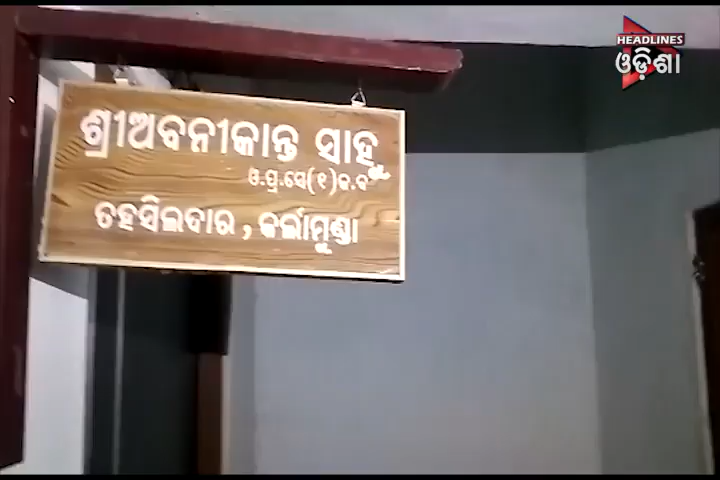 HEADLINES
ଓଡ଼ିଶା
ଶ୍ରୀଅବନୀକାନ୍ତ ସାହୁ
ଓ.ପ୍ର.ସେ(୧)କ.ବ
ତହସିଲଦାର, କର୍ଲାମୁଣ୍ଡା